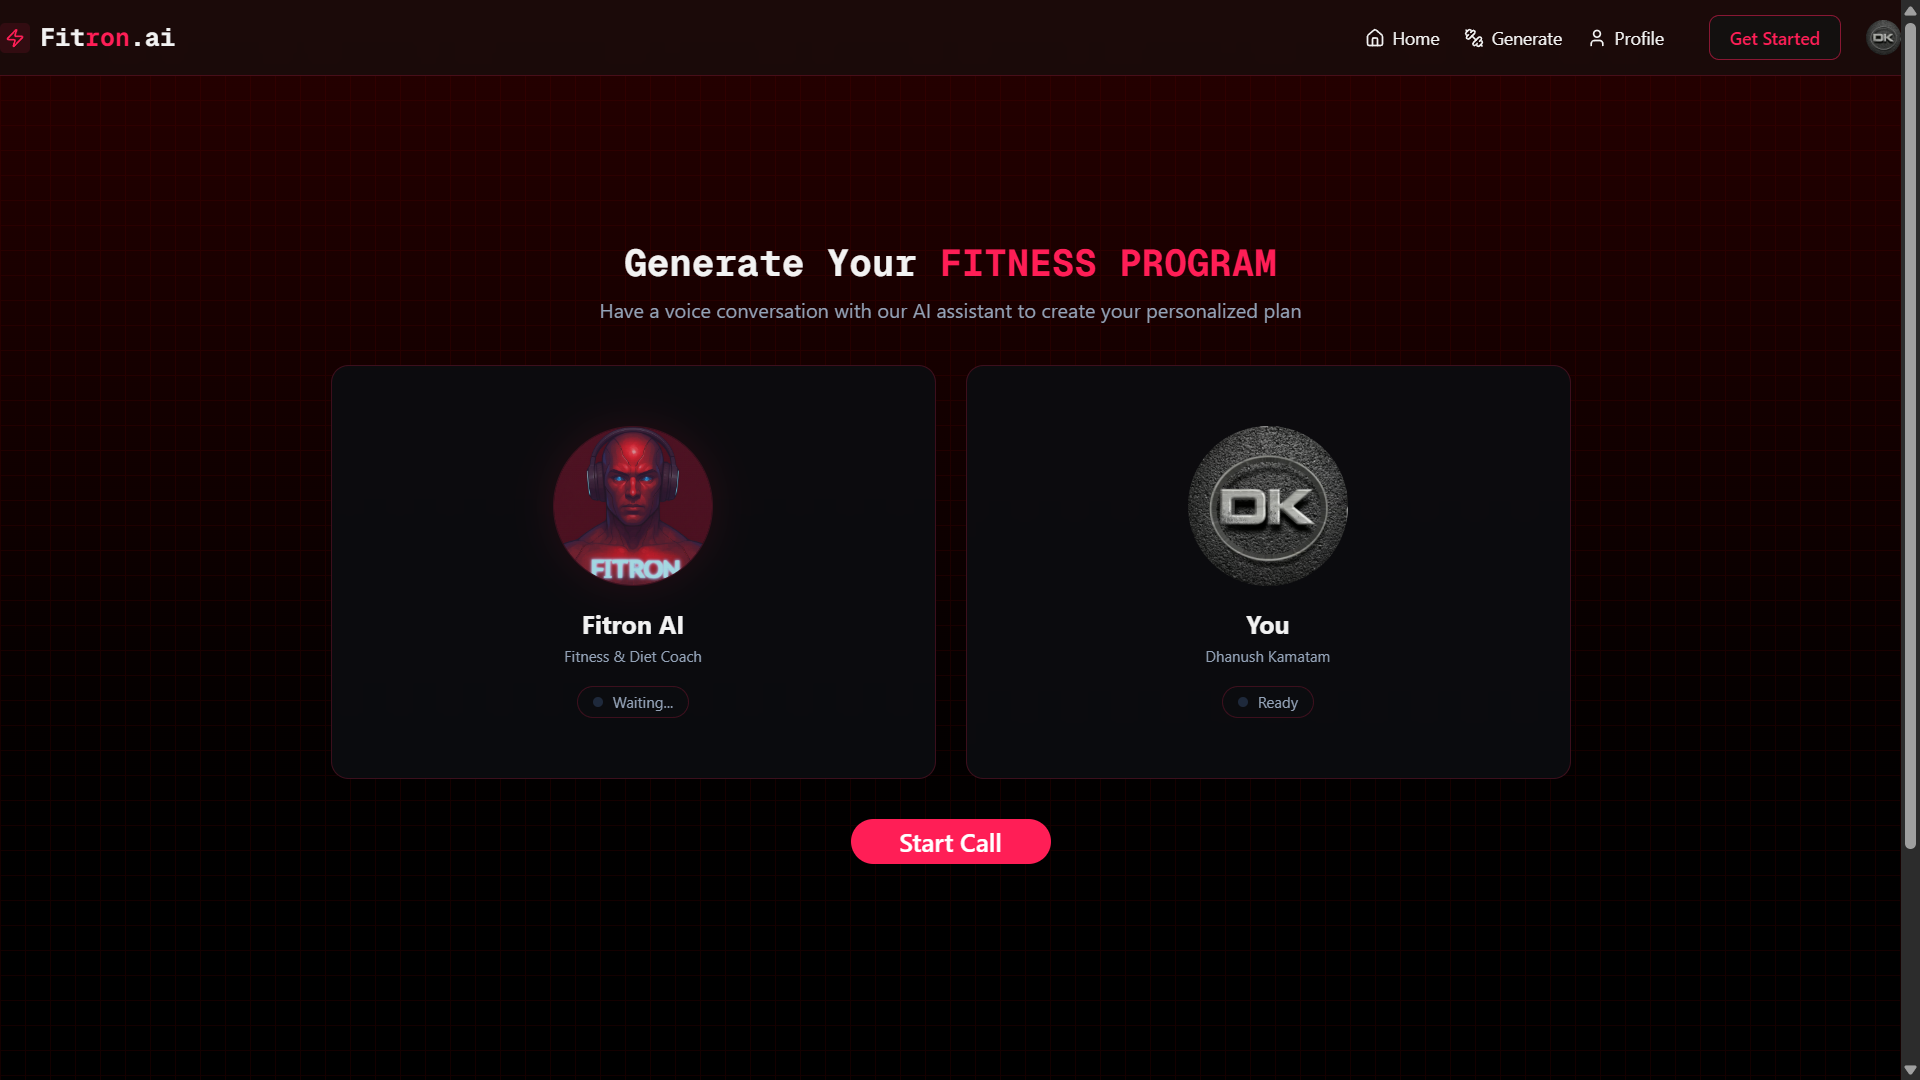 Fitron.ai
Home
Generate
Profile
Get Started
DK
Generate Your FITNESS PROGRAM
Have a voice conversation with our AI assistant to create your personalized plan
FITRON
DK
Fitron AI
You
Fitness & Diet Coach
Dhanush Kamatam
Waiting...
Ready
Start Call